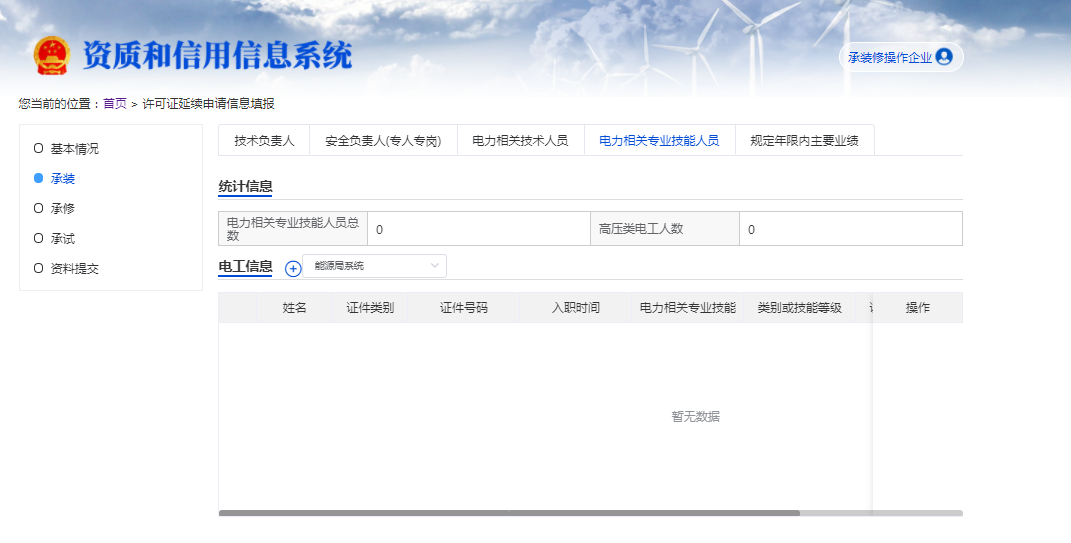 资质和信用信息系统
承装修操作企业
您当前的位置：首页 > 许可证延续申请信息填报
基本情况
承装
承修
承试
资料提交
技术负责人 安全负责人(专人专岗) 电力相关技术人员 电力相关专业技能人员 规定年限内主要业绩
统计信息
电力相关专业技能人员总
数
0
高压类电工人数
0
电工信息
能源局系统
姓名 证件类别 证件号码 入职时间 电力相关专业技能 类别或技能等级 操作
暂无数据